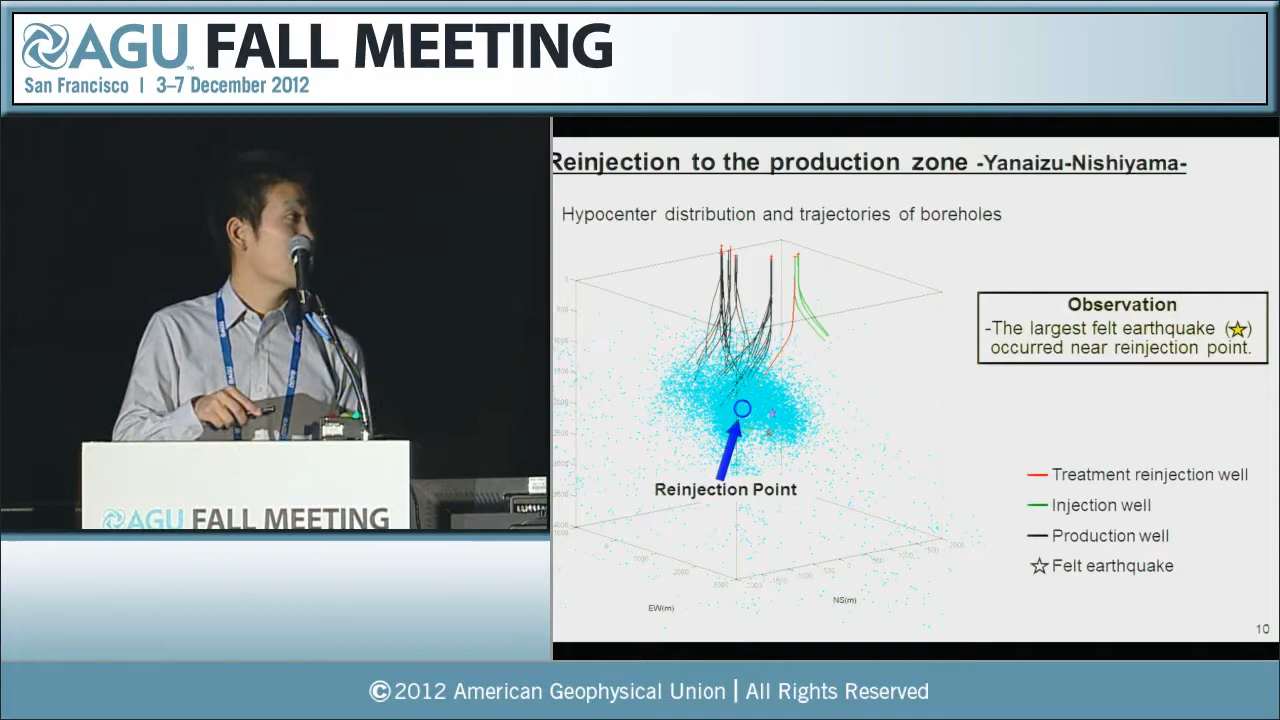 AGU FALL MEETING
San Francisco | 3–7 December 2012
Reinjection to the production zone -Yanaizu-Nishiyama-
Hypocenter distribution and trajectories of boreholes
Observation
-The largest felt earthquake (☆)
occurred near reinjection point.
Reinjection Point
Treatment reinjection well
Injection well
Production well
Felt earthquake
EW(m)
NS(m)
10
AGU FALL MEETING
©2012 American Geophysical Union | All Rights Reserved